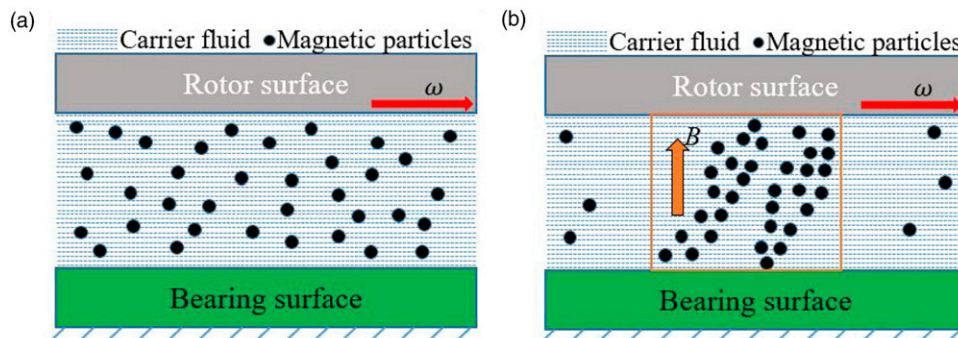 (a)
Carrier fluid Magnetic particles
Rotor surface
ω
Bearing surface
(b)
Carrier fluid Magnetic particles
Rotor surface
ω
B
Bearing surface